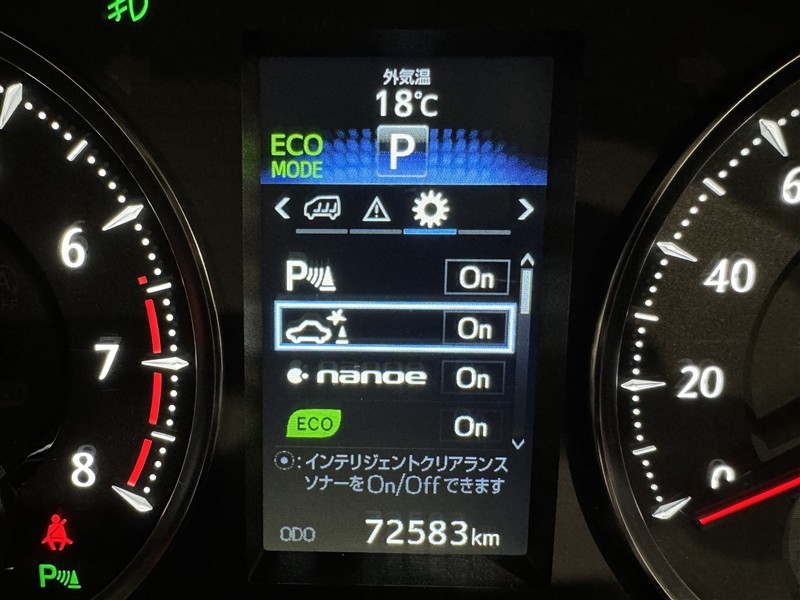 外気温
18℃
ECO
MODE
P
P On
On
nanoe On
ECO On
: インテリジェントクリアランス
ソナーをOn/Offできます
ODO 72583km
6
7
8
P
6
40
20
0